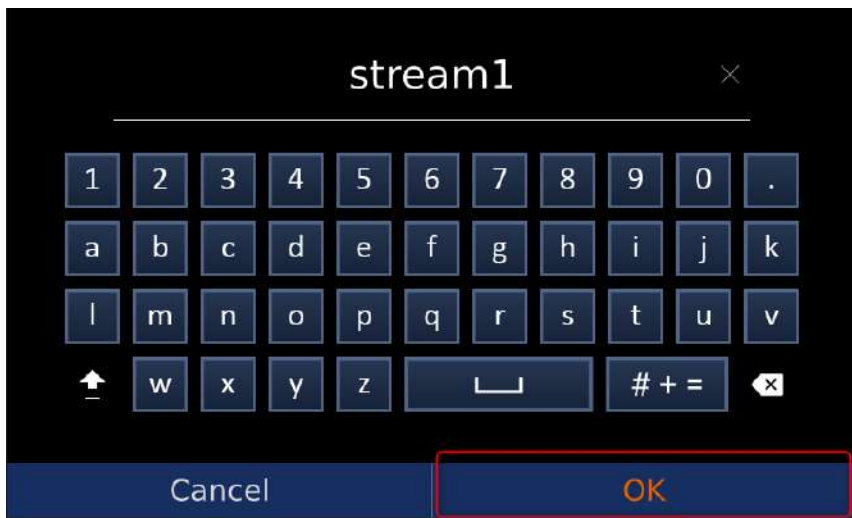 stream1 ×
1 2 3 4 5 6 7 8 9 0 .
a b c d e f g h i j k
l m n o p q r s t u v
w x y z # + =
Cancel OK